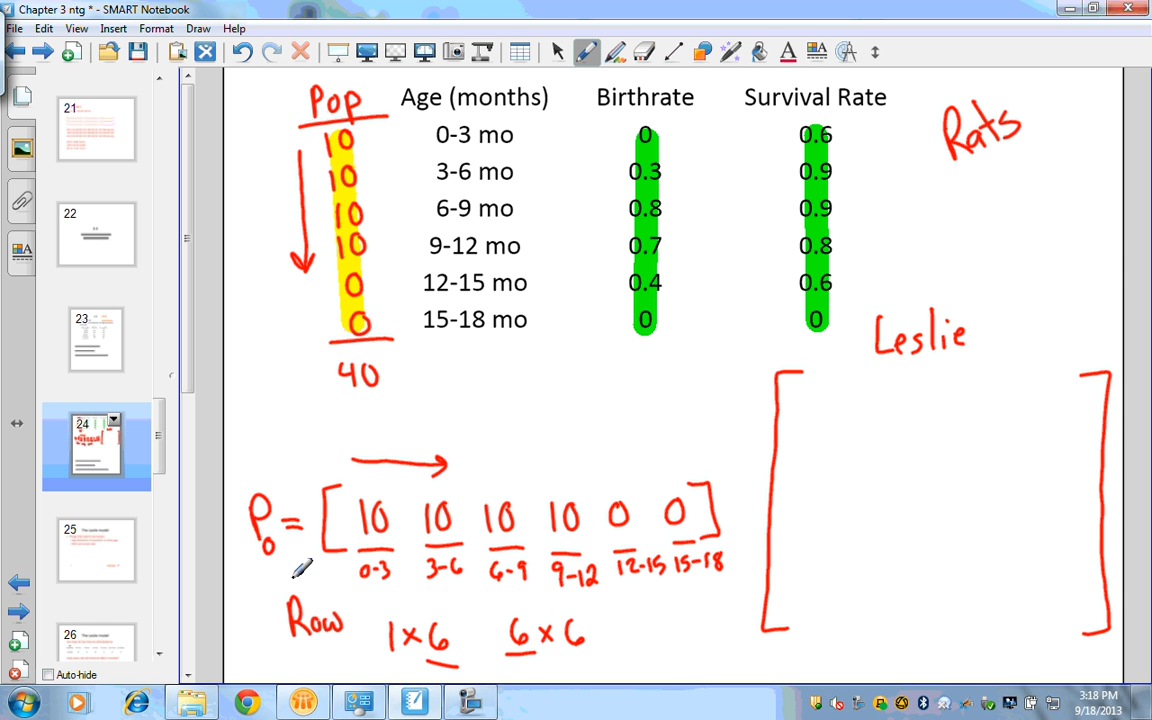 Chapter 3 ntg * - SMART Notebook
File Edit View Insert Format Draw Help
21
22
23
24
25
26
Auto-hide
Pop Age (months) Birthrate Survival Rate
10 0-3 mo 0 0.6
10 3-6 mo 0.3 0.9
10 6-9 mo 0.8 0.9
10 9-12 mo 0.7 0.8
0 12-15 mo 0.4 0.6
0 15-18 mo 0 0
40
Rats
Leslie
P0 = [ 10 10 10 10 0 0 ]
0-3 3-6 6-9 9-12 12-15 15-18
Row 1×6 6×6
3:18 PM
9/18/2013